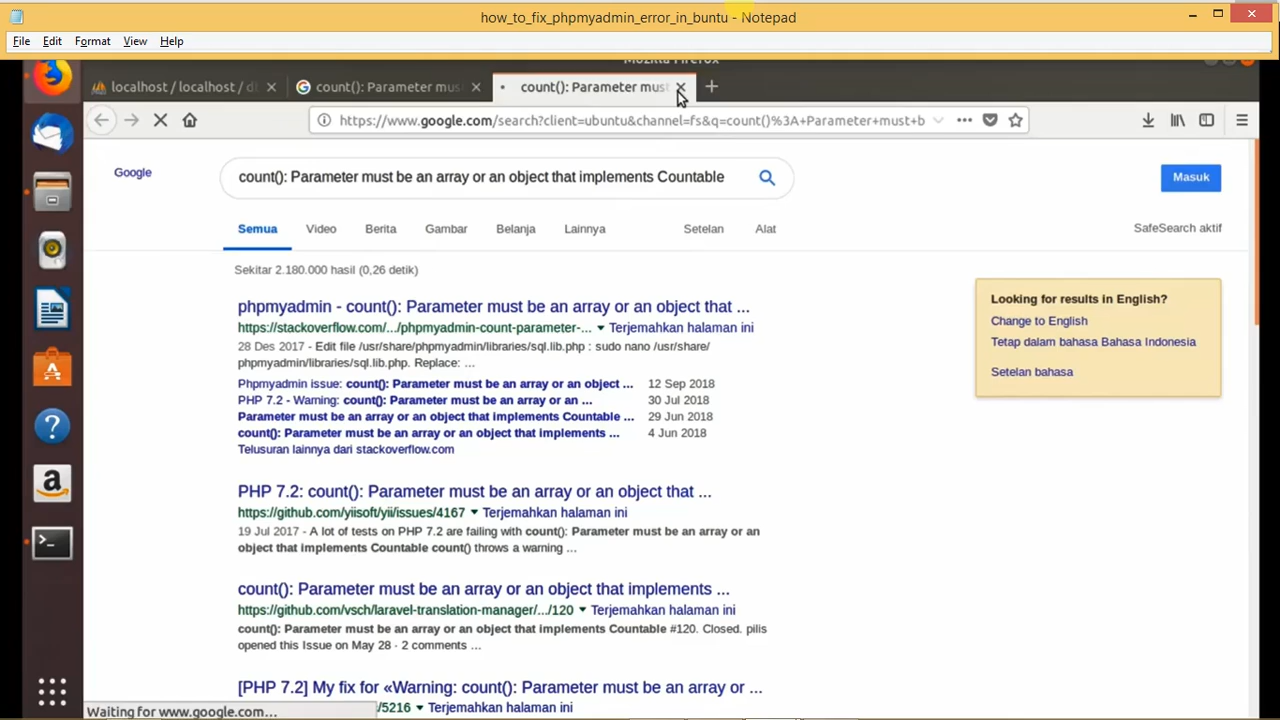 how_to_fix_phpmyadmin_error_in_buntu - Notepad
File Edit Format View Help
Mozilla Firefox
localhost / localhost / d
count(): Parameter mus
count(): Parameter must
https://www.google.com/search?client=ubuntu&channel=fs&q=count()%3A+Parameter+must+b
Google
count(): Parameter must be an array or an object that implements Countable
Masuk
Semua Video Berita Gambar Belanja Lainnya Setelan Alat
SafeSearch aktif
Sekitar 2.180.000 hasil (0,26 detik)
phpmyadmin - count(): Parameter must be an array or an object that ...
https://stackoverflow.com/.../phpmyadmin-count-parameter-... ▼ Terjemahkan halaman ini
28 Des 2017 - Edit file /usr/share/phpmyadmin/libraries/sql.lib.php : sudo nano /usr/share/
phpmyadmin/libraries/sql.lib.php. Replace: ...
Phpmyadmin issue: count(): Parameter must be an array or an object ... 12 Sep 2018
PHP 7.2 - Warning: count(): Parameter must be an array or an ... 30 Jul 2018
Parameter must be an array or an object that implements Countable ... 29 Jun 2018
count(): Parameter must be an array or an object that implements ... 4 Jun 2018
Telusuran lainnya dari stackoverflow.com
PHP 7.2: count(): Parameter must be an array or an object that ...
https://github.com/yiisoft/yii/issues/4167 ▼ Terjemahkan halaman ini
19 Jul 2017 - A lot of tests on PHP 7.2 are failing with count(): Parameter must be an array or an
object that implements Countable count() throws a warning ...
count(): Parameter must be an array or an object that implements ...
https://github.com/vsch/laravel-translation-manager/.../120 ▼ Terjemahkan halaman ini
count(): Parameter must be an array or an object that implements Countable #120. Closed. pilis
opened this Issue on May 28 · 2 comments ...
[PHP 7.2] My fix for «Warning: count(): Parameter must be an array or ...
/5216 ▼ Terjemahkan halaman ini
Looking for results in English?
Change to English
Tetap dalam bahasa Bahasa Indonesia
Setelan bahasa
Waiting for www.google.com...